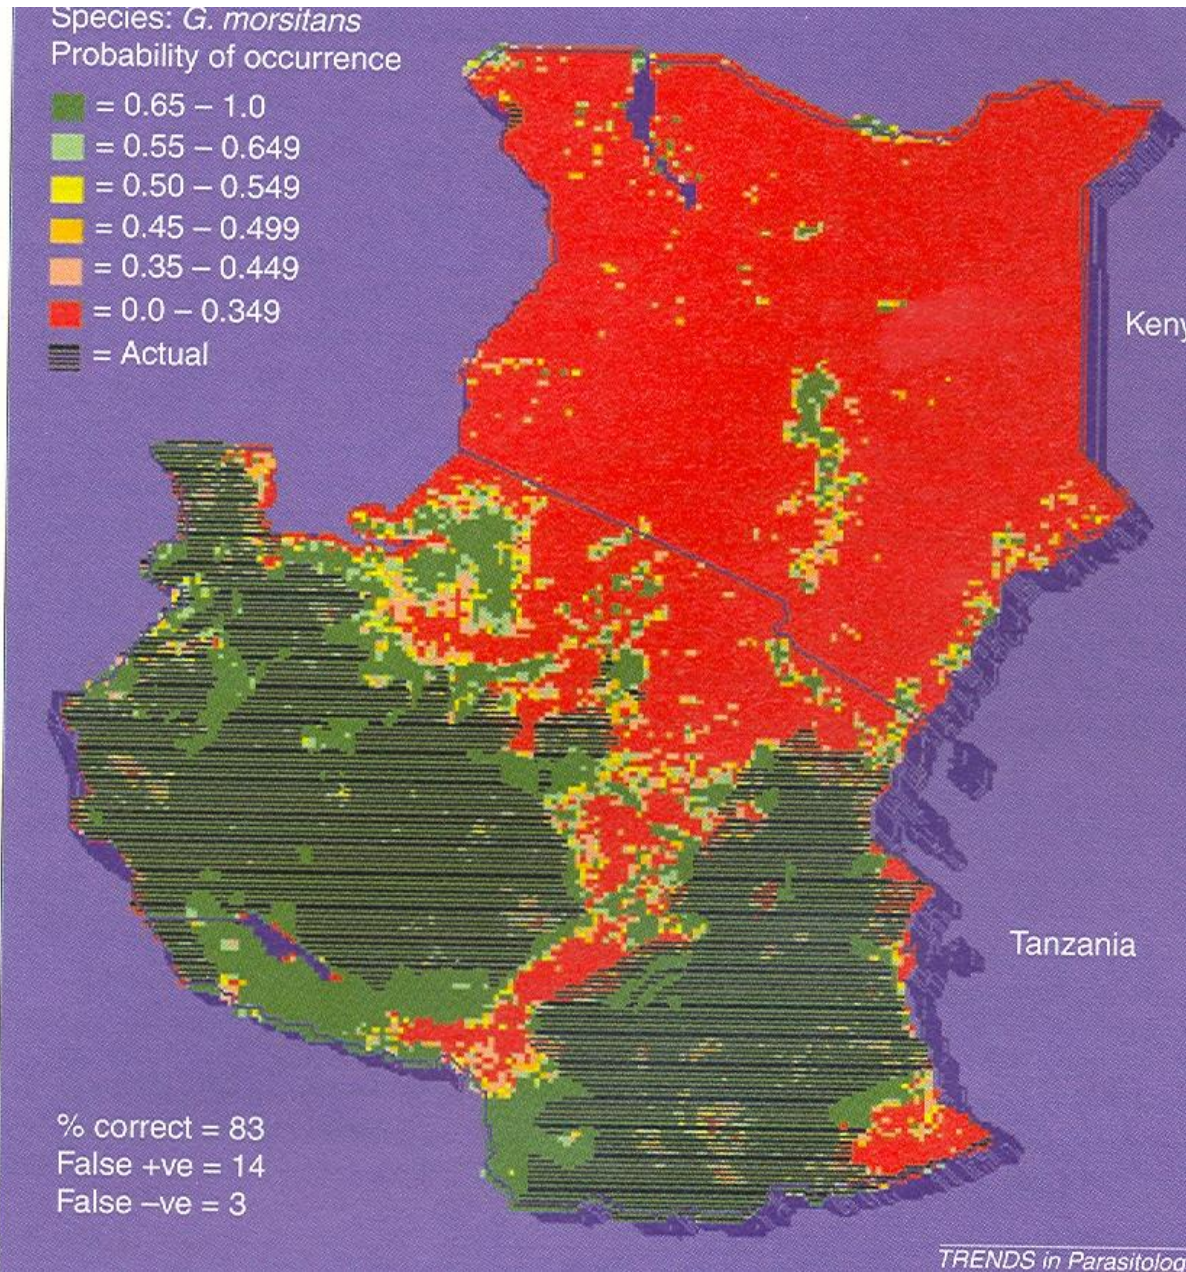 Species: G. morsitans
Probability of occurrence
= 0.65 – 1.0
= 0.55 – 0.649
= 0.50 – 0.549
= 0.45 – 0.499
= 0.35 – 0.449
= 0.0 – 0.349
= Actual
Keny
Tanzania
% correct = 83
False +ve = 14
False –ve = 3
TRENDS in Parasitolog